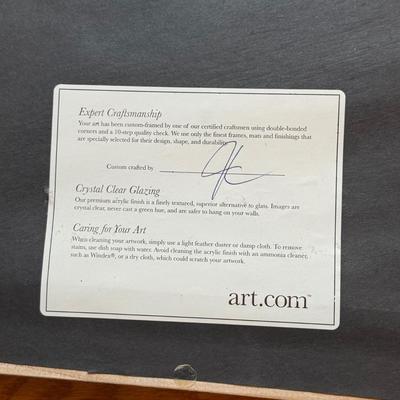 Expert Craftsmanship
Your art has been custom-framed by one of our certified craftsmen using double-bonded
corners and a 10-step quality check. We use only the finest frames, mats and finishings that
are specially selected for their design, shape, and durability.
Custom crafted by
Crystal Clear Glazing
Our premium acrylic finish is a finely textured, superior alternative to glass. Images are
crystal clear, never cast a green hue, and are safer to hang on your walls.
Caring for Your Art
When cleaning your artwork, simply use a light feather duster or damp cloth. To remove
stains, use dish soap with water. Avoid cleaning the acrylic finish with an ammonia cleaner,
such as Windex®, or a dry cloth, which could scratch your artwork.
art.com™